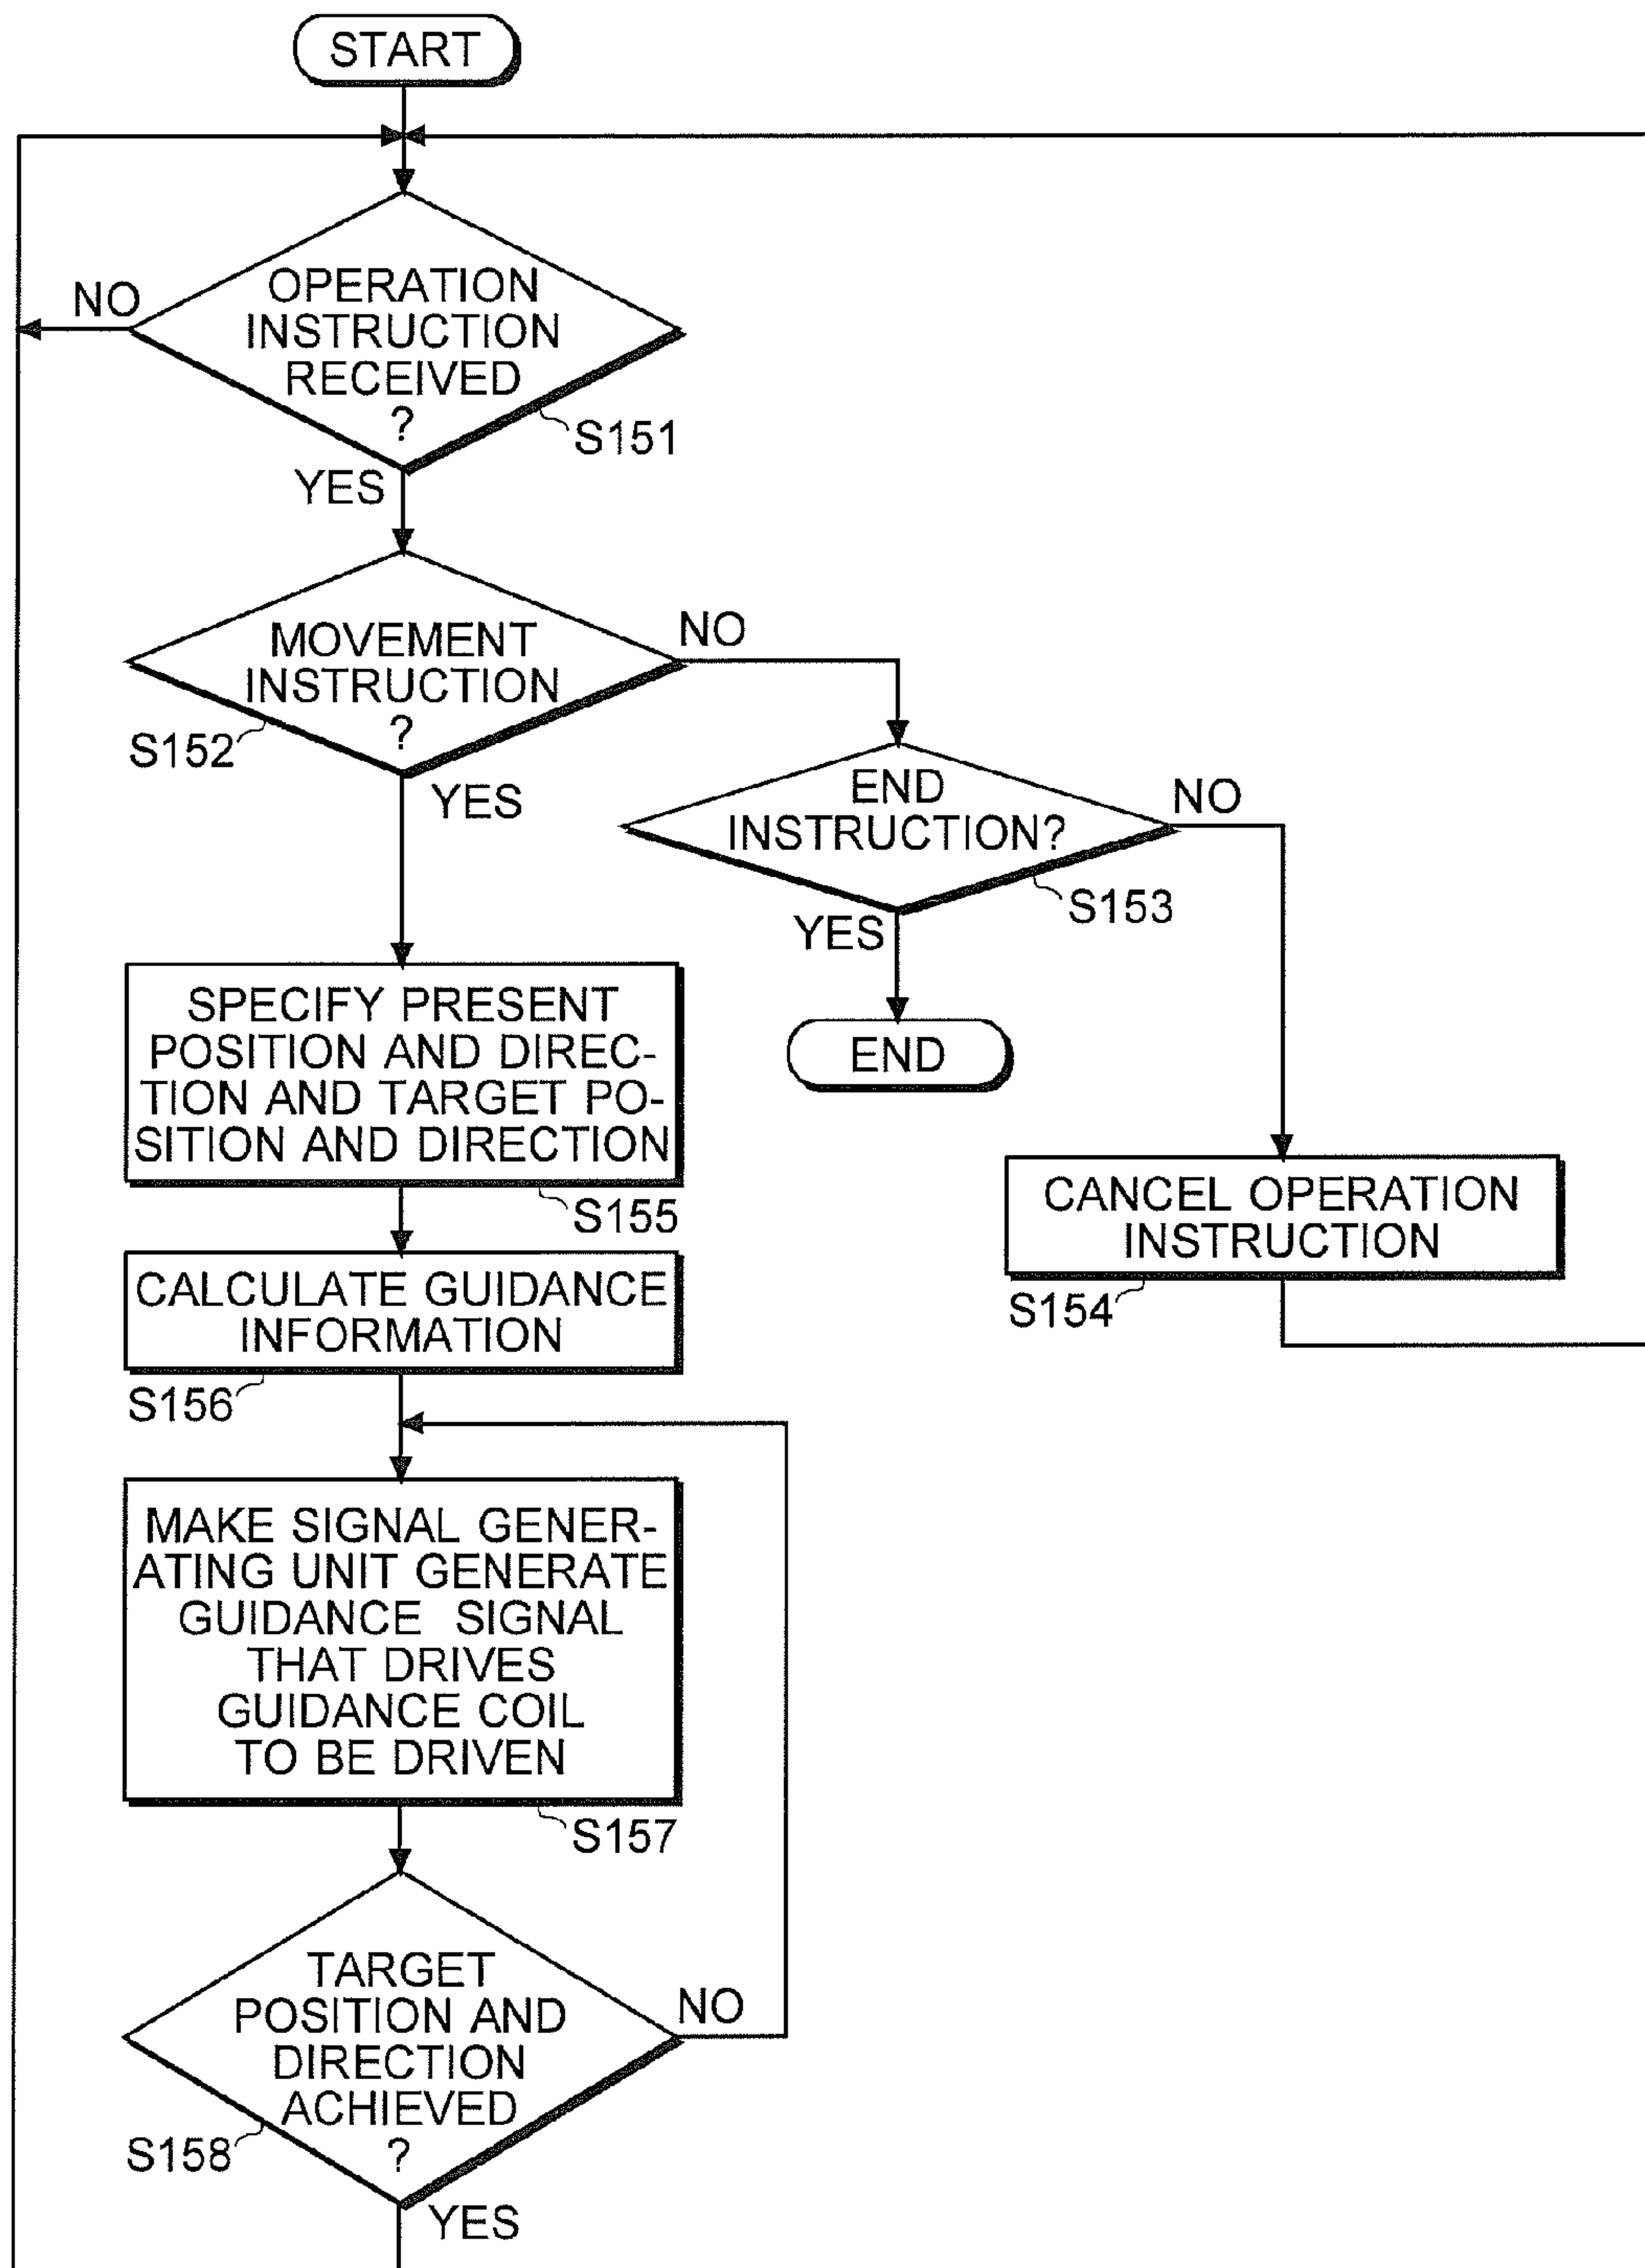 START
NO
OPERATION
INSTRUCTION
RECEIVED
?
S151
YES
MOVEMENT
INSTRUCTION
?
NO
S152
YES
END
INSTRUCTION?
NO
S153
YES
END
SPECIFY PRESENT
POSITION AND DIREC-
TION AND TARGET PO-
SITION AND DIRECTION
S155
CANCEL OPERATION
INSTRUCTION
S154
CALCULATE GUIDANCE
INFORMATION
S156
MAKE SIGNAL GENER-
ATING UNIT GENERATE
GUIDANCE SIGNAL
THAT DRIVES
GUIDANCE COIL
TO BE DRIVEN
S157
TARGET
POSITION AND
DIRECTION
ACHIEVED
?
NO
S158
YES